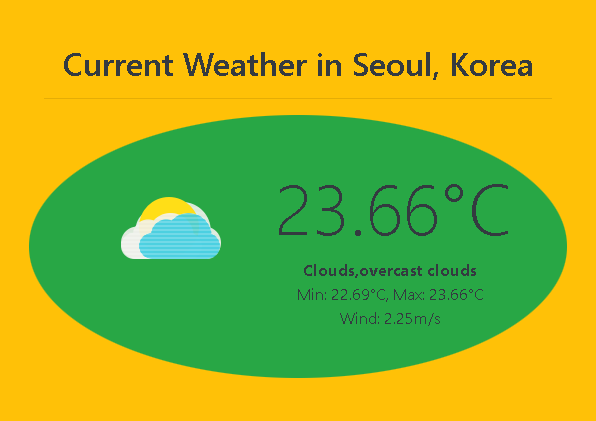 Current Weather in Seoul, Korea
23.66°C
Clouds,overcast clouds
Min: 22.69°C, Max: 23.66°C
Wind: 2.25m/s